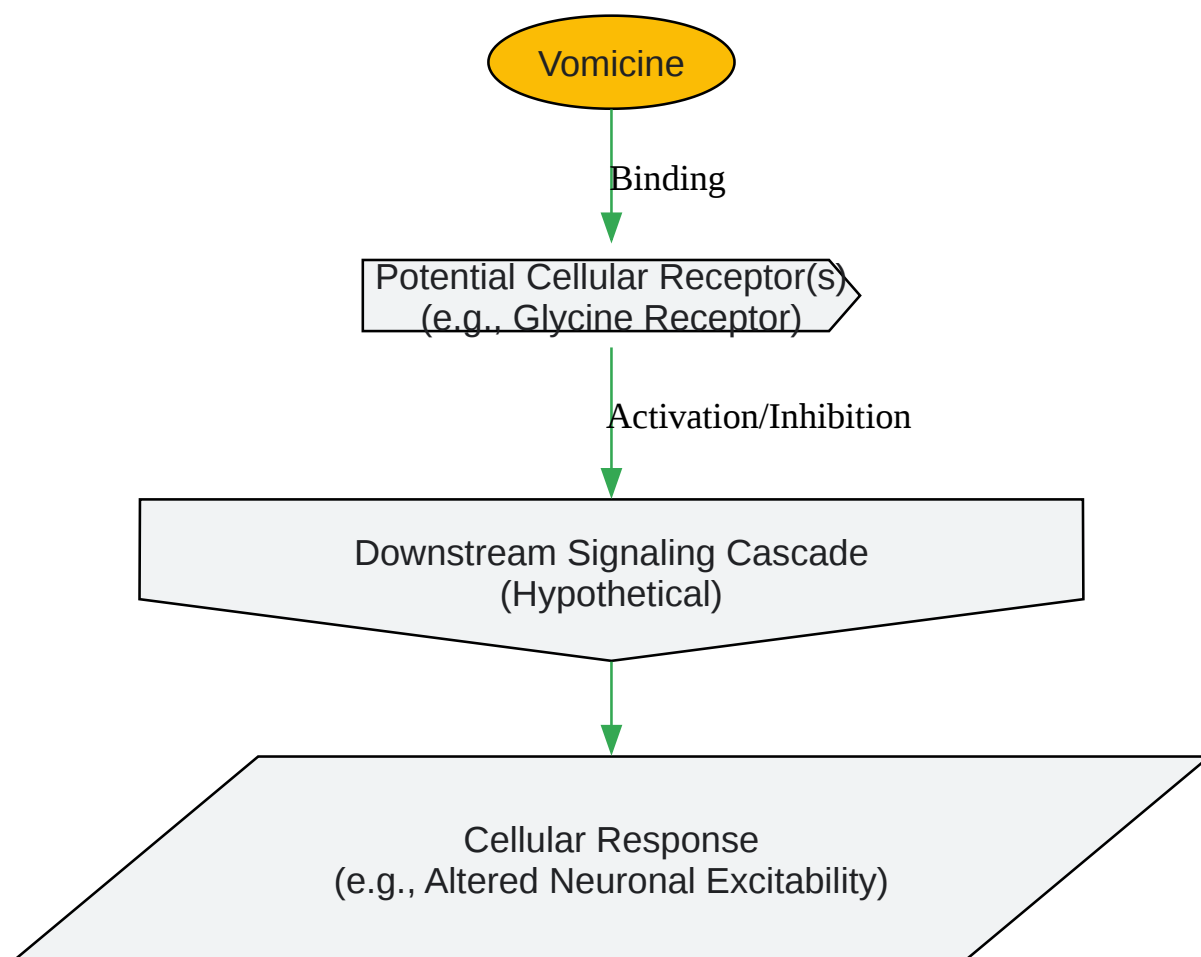 Vomicine
Binding
Potential Cellular Receptor(s)
(e.g., Glycine Receptor)
Activation/Inhibition
Downstream Signaling Cascade
(Hypothetical)
Cellular Response
(e.g., Altered Neuronal Excitability)